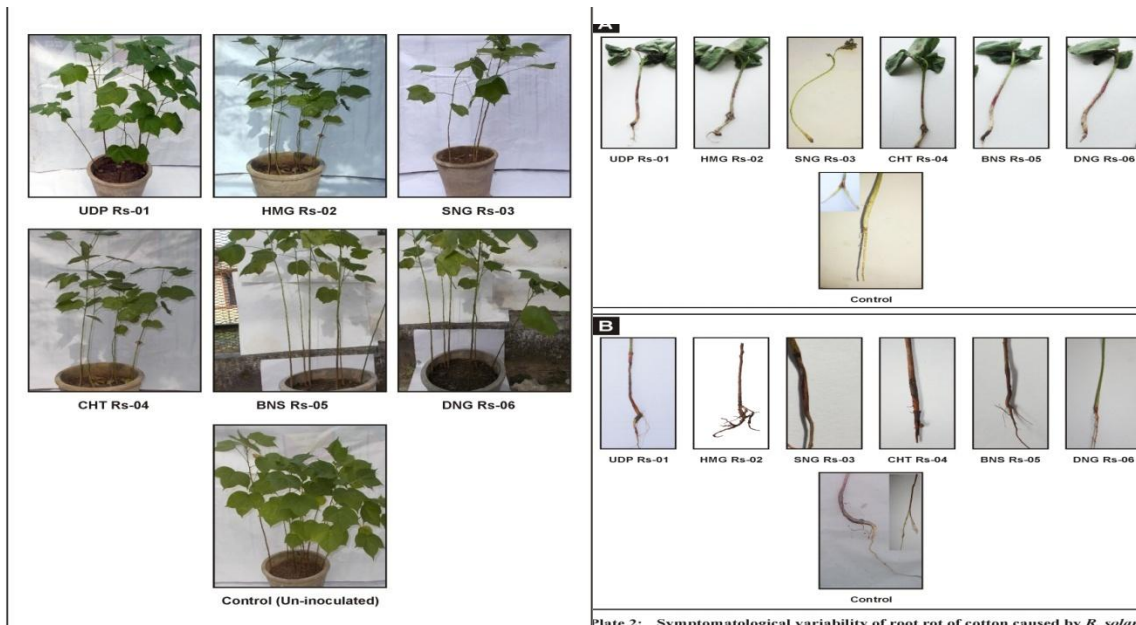 UDP Rs-01 HMG Rs-02 SNG Rs-03
CHT Rs-04 BNS Rs-05 DNG Rs-06
Control (Un-inoculated)
A
UDP Rs-01 HMG Rs-02 SNG Rs-03 CHT Rs-04 BNS Rs-05 DNG Rs-06
Control
B
UDP Rs-01 HMG Rs-02 SNG Rs-03 CHT Rs-04 BNS Rs-05 DNG Rs-06
Control
Plate 2: Symptomatological variability of root rot of cotton caused by R. solan